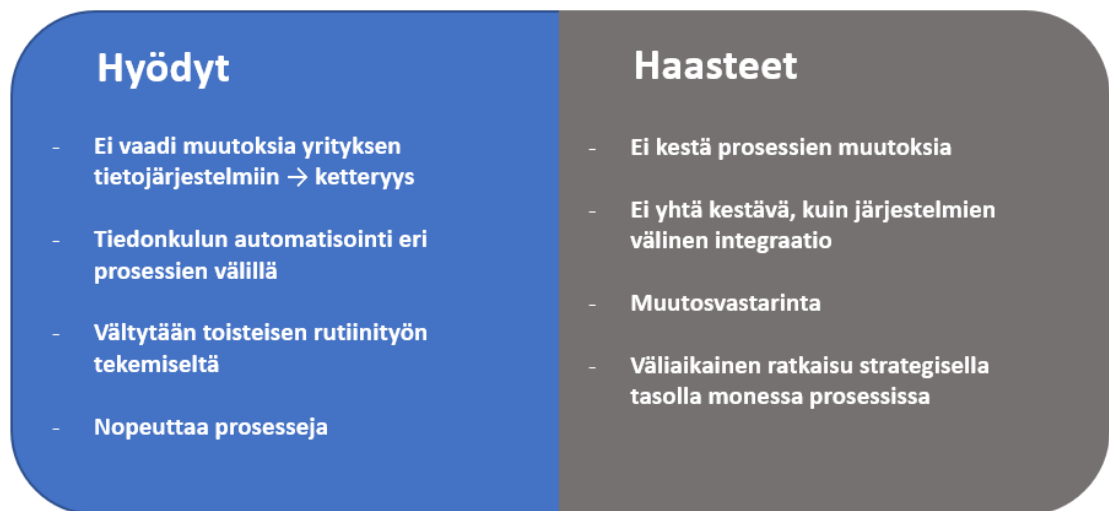 Hyödyt
- Ei vaadi muutoksia yrityksen
tietojärjestelmiin → ketteryys
- Tiedonkulun automatisointi eri
prosessien välillä
- Vältytään toisteisen rutiinityön
tekemiseltä
- Nopeuttaa prosesseja
Haasteet
- Ei kestä prosessien muutoksia
- Ei yhtä kestävä, kuin järjestelmien
välinen integraatio
- Muutosvastarinta
- Väliaikainen ratkaisu strategisella
tasolla monessa prosessissa